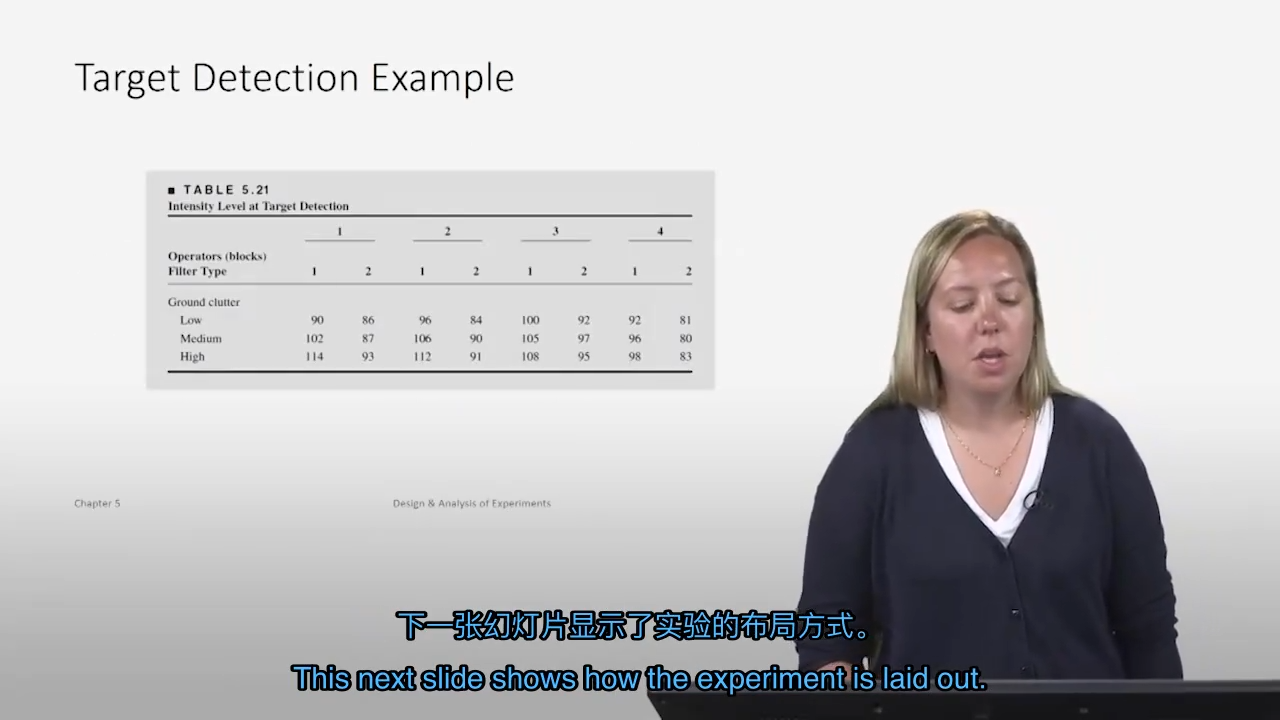 Target Detection Example
■ TABLE 5.21
Intensity Level at Target Detection
1 2 3 4
Operators (blocks)
Filter Type 1 2 1 2 1 2 1 2
Ground clutter
Low 90 86 96 84 100 92 92 81
Medium 102 87 106 90 105 97 96 80
High 114 93 112 91 108 95 98 83
Chapter 5 Design & Analysis of Experiments
下一张幻灯片显示了实验的布局方式。
This next slide shows how the experiment is laid out.